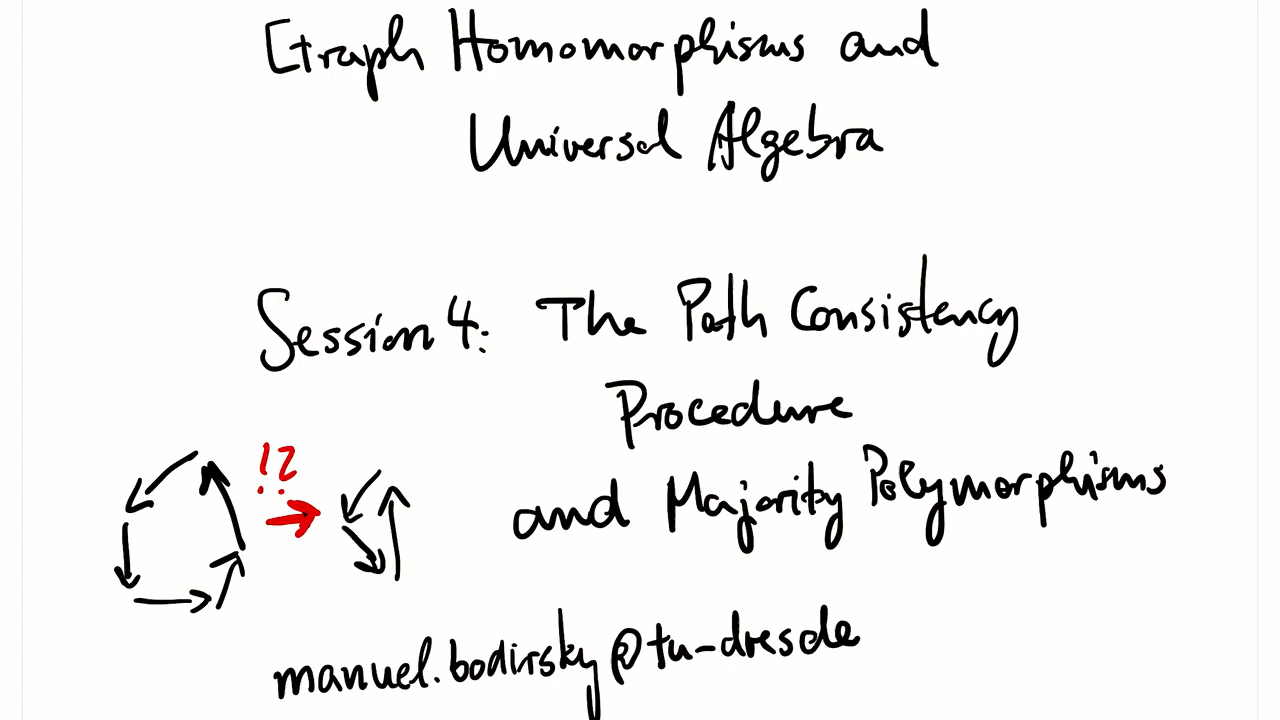 Graph Homomorphisms and
Universal Algebra
Session 4: The Path Consistency
Procedure
and Majority Polymorphisms
!?
manuel.bodirsky@tu-dresde